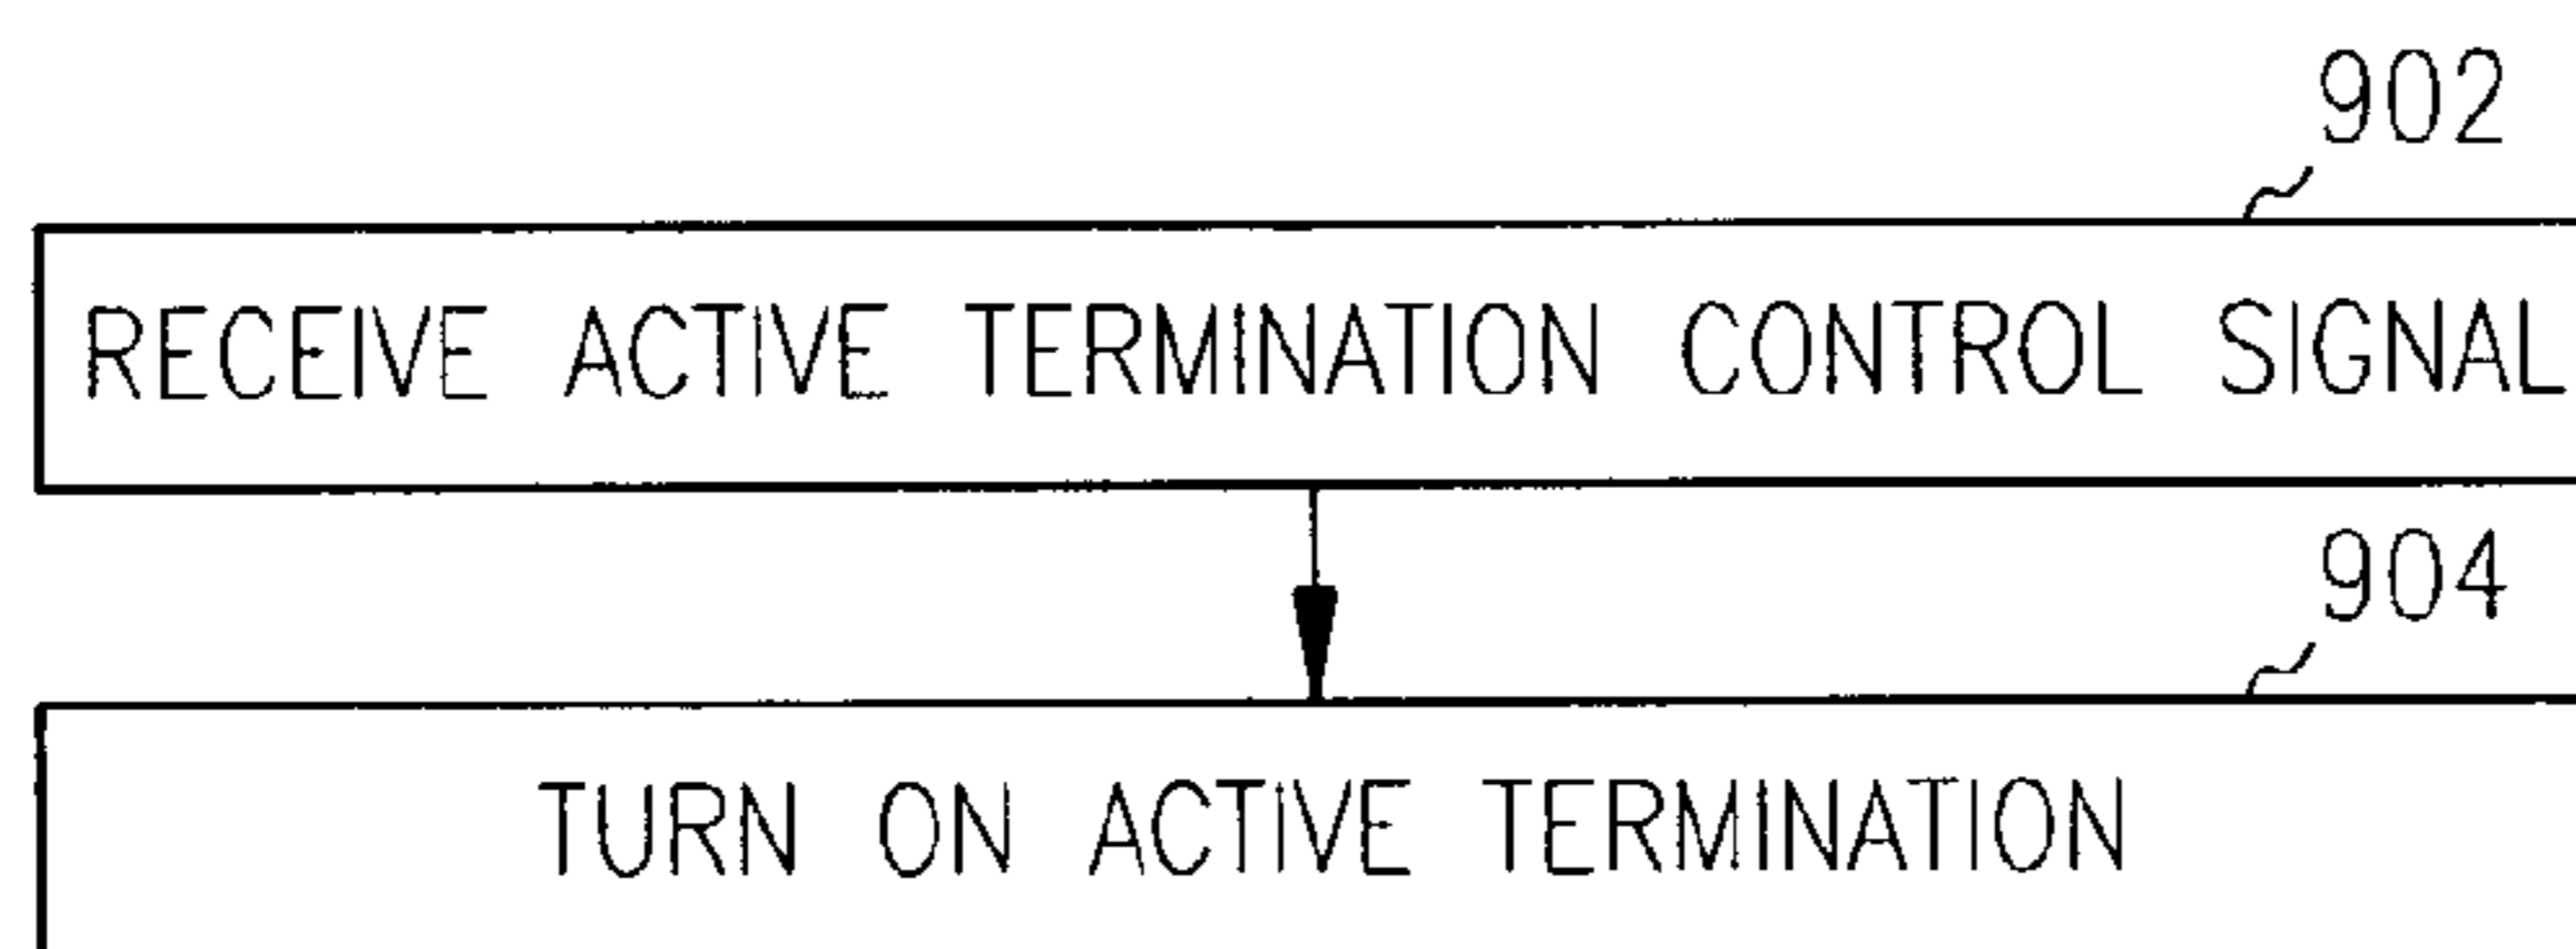 902
RECEIVE ACTIVE TERMINATION CONTROL SIGNAL
904
TURN ON ACTIVE TERMINATION